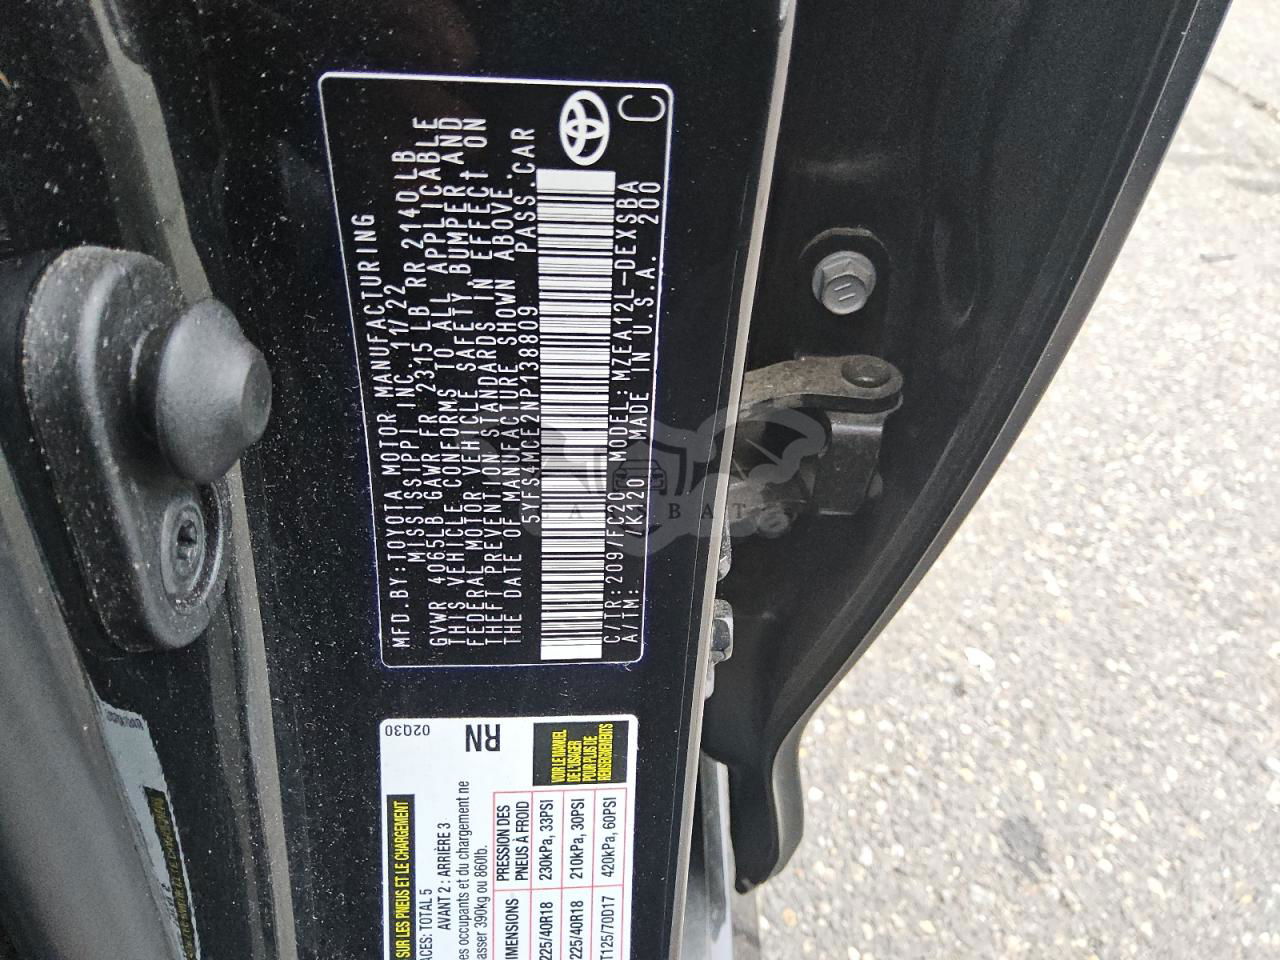 MFD.BY:TOYOTA MOTOR MANUFACTURING
MISSISSIPPI INC. 11/22
GVWR 4065LB GAWR FR 2315 LB RR 2140 LB
THIS VEHICLE CONFORMS TO ALL APPLICABLE
FEDERAL MOTOR VEHICLE SAFETY, BUMPER AND
THEFT PREVENTION STANDARDS IN EFFECT ON
THE DATE OF MANUFACTURE SHOWN ABOVE.
5YFS4MCE2NP138809 PASS.CAR
C/TR:209/FC20 MODEL:MZEA12L-DEXSBA
A/TM: /K120 MADE IN U.S.A. 200
C
02Q30
RN
SUR LES PNEUS ET LE CHARGEMENT
ACES: TOTAL 5
AVANT 2 : ARRIÈRE 3
es occupants et du chargement ne
asser 390kg ou 860lb.
IMENSIONS PRESSION DES PNEUS À FROID
225/40R18 230kPa, 33PSI
225/40R18 210kPa, 30PSI
T125/70D17 420kPa, 60PSI
VOIR LE MANUEL
DE L'USAGER
POUR PLUS DE
RENSEIGNEMENTS